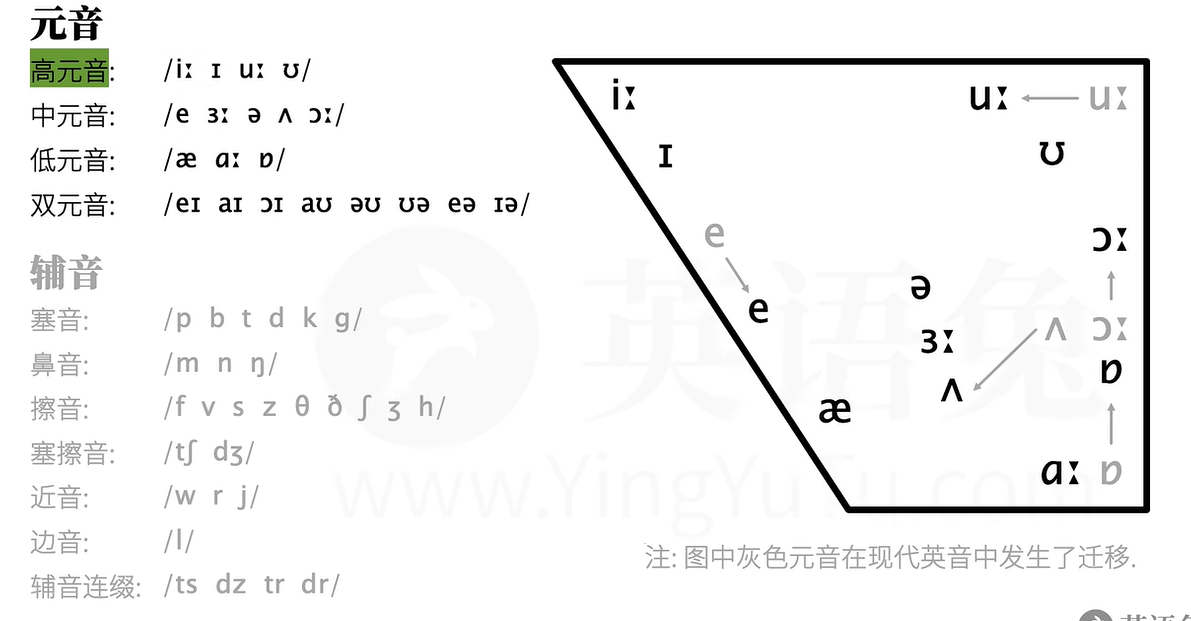 元音
高元音: /iː ɪ uː ʊ/
中元音: /e ɜː ə ʌ ɔː/
低元音: /æ ɑː ɒ/
双元音: /eɪ aɪ ɔɪ aʊ əʊ ʊə eə ɪə/
辅音
塞音: /p b t d k g/
鼻音: /m n ŋ/
擦音: /f v s z θ ð ʃ ʒ h/
塞擦音: /tʃ dʒ/
近音: /w r j/
边音: /l/
辅音连缀: /ts dz tr dr/
iː uː uː
ɪ ʊ
e ɔː
ə
e ɜː ʌ ɔː
ʌ ɒ
æ
ɑː ɒ
注: 图中灰色元音在现代英音中发生了迁移.
英语兔
www.YingYuTu.com
英语兔